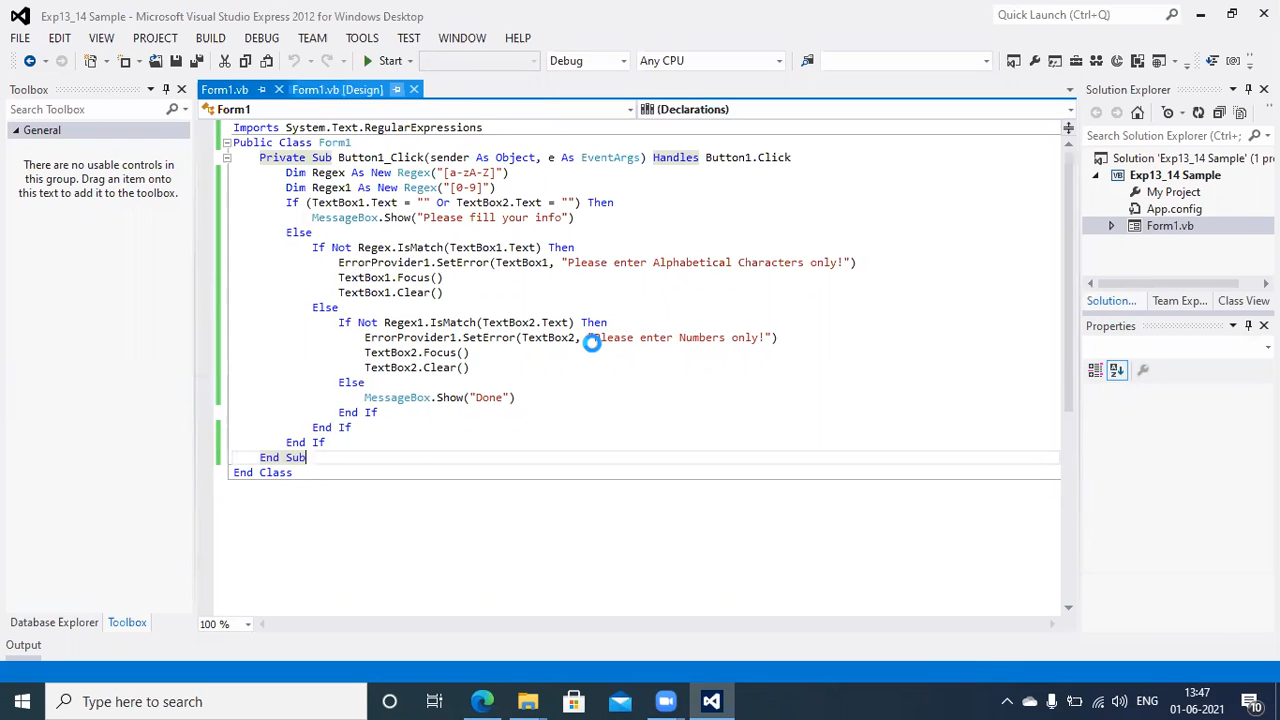 Exp13_14 Sample - Microsoft Visual Studio Express 2012 for Windows Desktop
Quick Launch (Ctrl+Q)
FILE EDIT VIEW PROJECT BUILD DEBUG TEAM TOOLS TEST WINDOW HELP
Start Debug Any CPU
Toolbox
Search Toolbox
General
There are no usable controls in
this group. Drag an item onto
this text to add it to the toolbox.
Database Explorer Toolbox
Output
Form1.vb Form1.vb [Design]
Form1 (Declarations)
Imports System.Text.RegularExpressions
Public Class Form1
Private Sub Button1_Click(sender As Object, e As EventArgs) Handles Button1.Click
Dim Regex As New Regex("[a-zA-Z]")
Dim Regex1 As New Regex("[0-9]")
If (TextBox1.Text = "" Or TextBox2.Text = "") Then
MessageBox.Show("Please fill your info")
Else
If Not Regex.IsMatch(TextBox1.Text) Then
ErrorProvider1.SetError(TextBox1, "Please enter Alphabetical Characters only!")
TextBox1.Focus()
TextBox1.Clear()
Else
If Not Regex1.IsMatch(TextBox2.Text) Then
ErrorProvider1.SetError(TextBox2, "Please enter Numbers only!")
TextBox2.Focus()
TextBox2.Clear()
Else
MessageBox.Show("Done")
End If
End If
End If
End Sub
End Class
100 %
Solution Explorer
Search Solution Explorer (Ctrl+;
Solution 'Exp13_14 Sample' (1 pr
Exp13_14 Sample
My Project
App.config
Form1.vb
Solution... Team Exp... Class View
Properties
Type here to search
ENG
13:47
01-06-2021
10